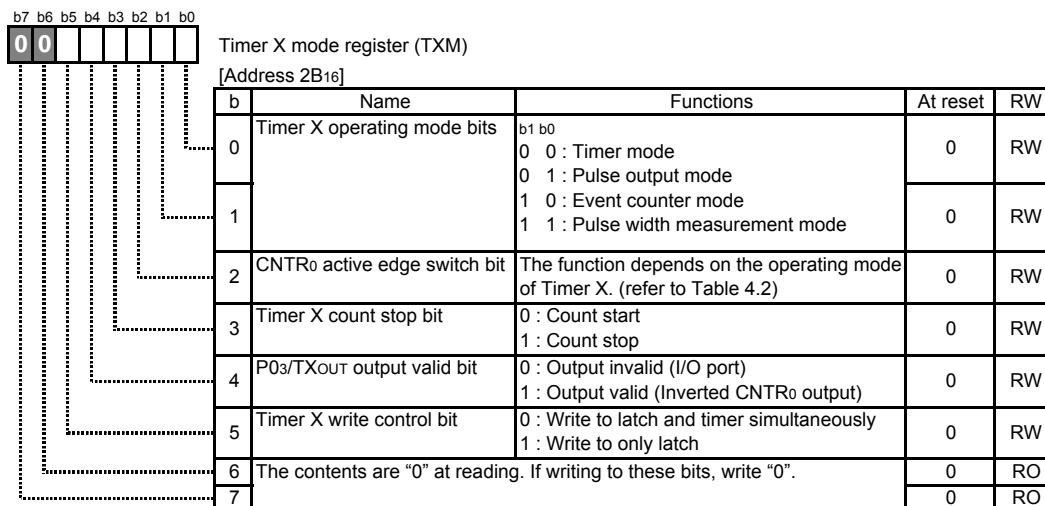 b7 b6 b5 b4 b3 b2 b1 b0
0 0
Timer X mode register (TXM)
[Address 2B16]
b Name Functions At reset RW
0 Timer X operating mode bits b1 b0 0 RW
0 0 : Timer mode
0 1 : Pulse output mode
1 0 : Event counter mode
1 0 RW
1 1 : Pulse width measurement mode
2 CNTR0 active edge switch bit The function depends on the operating mode 0 RW
of Timer X. (refer to Table 4.2)
3 Timer X count stop bit 0 : Count start 0 RW
1 : Count stop
4 P03/TXOUT output valid bit 0 : Output invalid (I/O port) 0 RW
1 : Output valid (Inverted CNTR0 output)
5 Timer X write control bit 0 : Write to latch and timer simultaneously 0 RW
1 : Write to only latch
6 The contents are “0” at reading. If writing to these bits, write “0”. 0 RO
7 0 RO